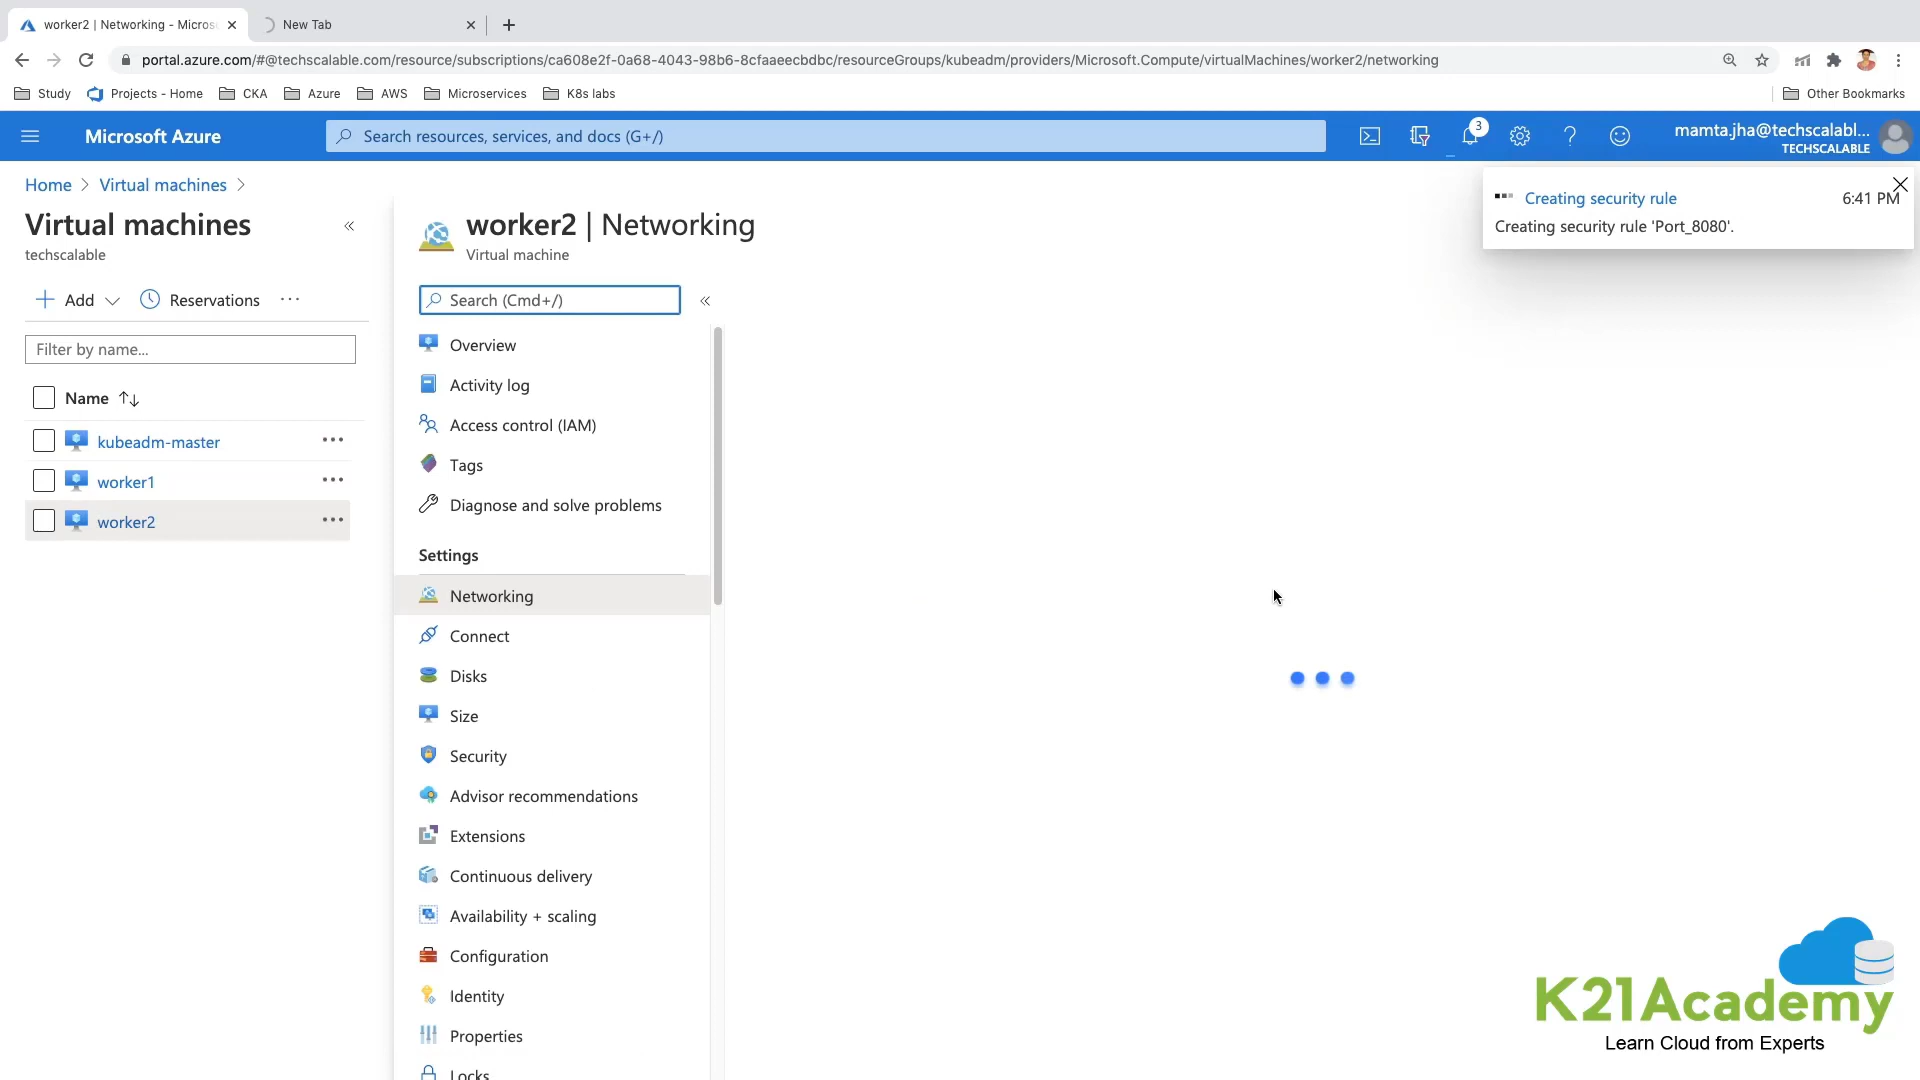 worker2 | Networking - Micros
New Tab
portal.azure.com/#@techscalable.com/resource/subscriptions/ca608e2f-0a68-4043-98b6-8cfaaeecbdbc/resourceGroups/kubeadm/providers/Microsoft.Compute/virtualMachines/worker2/networking
Study
Projects - Home
CKA
Azure
AWS
Microservices
K8s labs
Other Bookmarks
Microsoft Azure
Search resources, services, and docs (G+/)
3
mamta.jha@techscalabl...
TECHSCALABLE
Home > Virtual machines >
Creating security rule
6:41 PM
Creating security rule 'Port_8080'.
Virtual machines
techscalable
Add
Reservations
Filter by name...
Name
kubeadm-master
worker1
worker2
worker2 | Networking
Virtual machine
Search (Cmd+/)
Overview
Activity log
Access control (IAM)
Tags
Diagnose and solve problems
Settings
Networking
Connect
Disks
Size
Security
Advisor recommendations
Extensions
Continuous delivery
Availability + scaling
Configuration
Identity
Properties
Locks
K21Academy
Learn Cloud from Experts